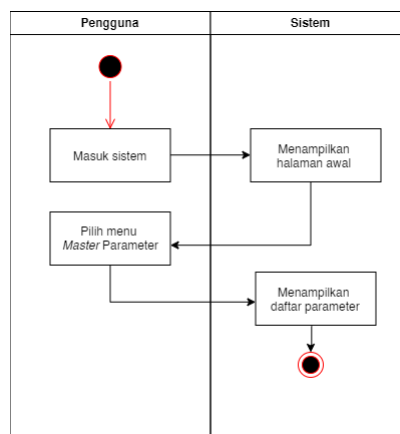 Pengguna
Sistem
Masuk sistem
Menampilkan
halaman awal
Pilih menu
Master Parameter
Menampilkan
daftar parameter